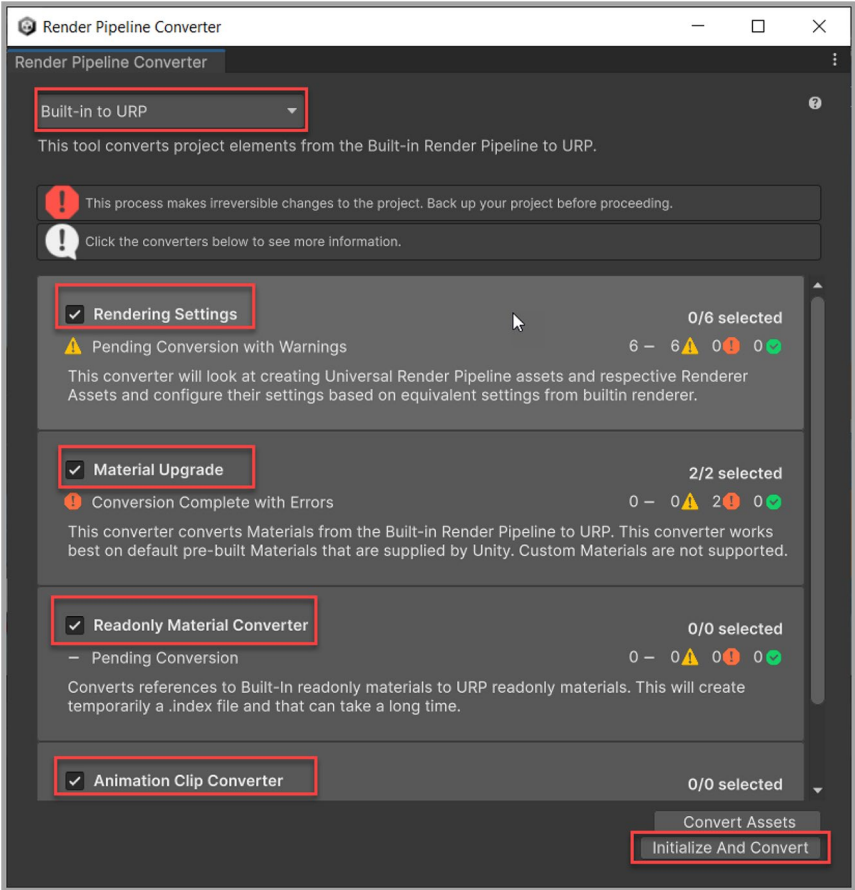 Render Pipeline Converter
Render Pipeline Converter
Built-in to URP
This tool converts project elements from the Built-in Render Pipeline to URP.
This process makes irreversible changes to the project. Back up your project before proceeding.
Click the converters below to see more information.
Rendering Settings
0/6 selected
Pending Conversion with Warnings
6 – 6 0 0
This converter will look at creating Universal Render Pipeline assets and respective Renderer
Assets and configure their settings based on equivalent settings from builtin renderer.
Material Upgrade
2/2 selected
Conversion Complete with Errors
0 – 0 2 0
This converter converts Materials from the Built-in Render Pipeline to URP. This converter works
best on default pre-built Materials that are supplied by Unity. Custom Materials are not supported.
Readonly Material Converter
0/0 selected
– Pending Conversion
0 – 0 0 0
Converts references to Built-In readonly materials to URP readonly materials. This will create
temporarily a .index file and that can take a long time.
Animation Clip Converter
0/0 selected
Convert Assets
Initialize And Convert